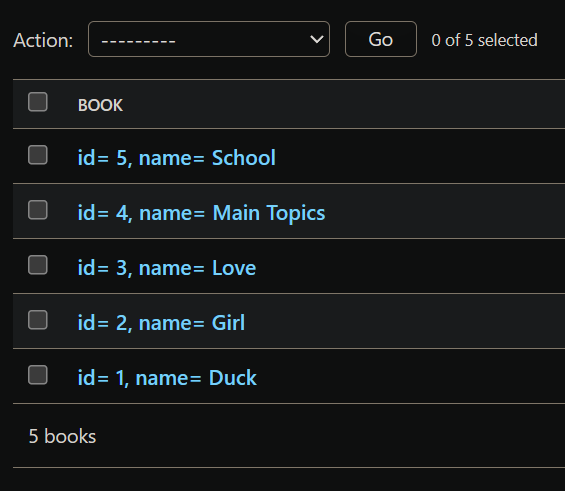 Action: --------- Go 0 of 5 selected
BOOK
id= 5, name= School
id= 4, name= Main Topics
id= 3, name= Love
id= 2, name= Girl
id= 1, name= Duck
5 books